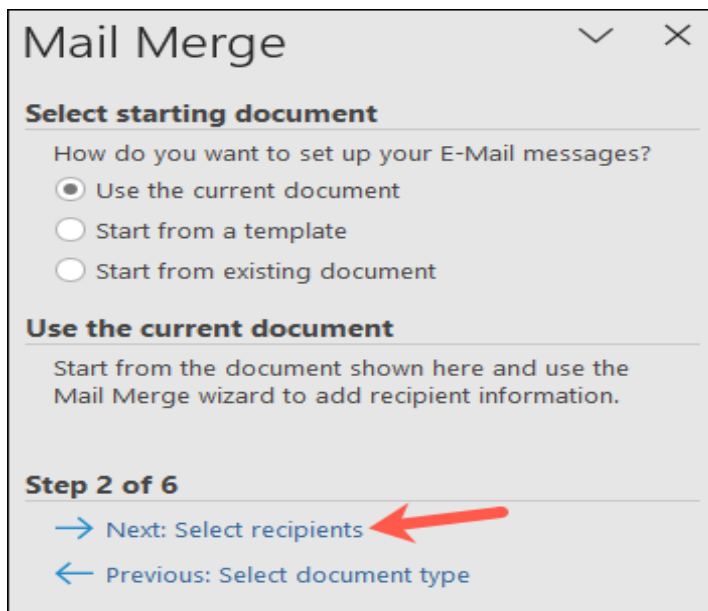 Mail Merge
Select starting document
How do you want to set up your E-Mail messages?
Use the current document
Start from a template
Start from existing document
Use the current document
Start from the document shown here and use the
Mail Merge wizard to add recipient information.
Step 2 of 6
Next: Select recipients
Previous: Select document type